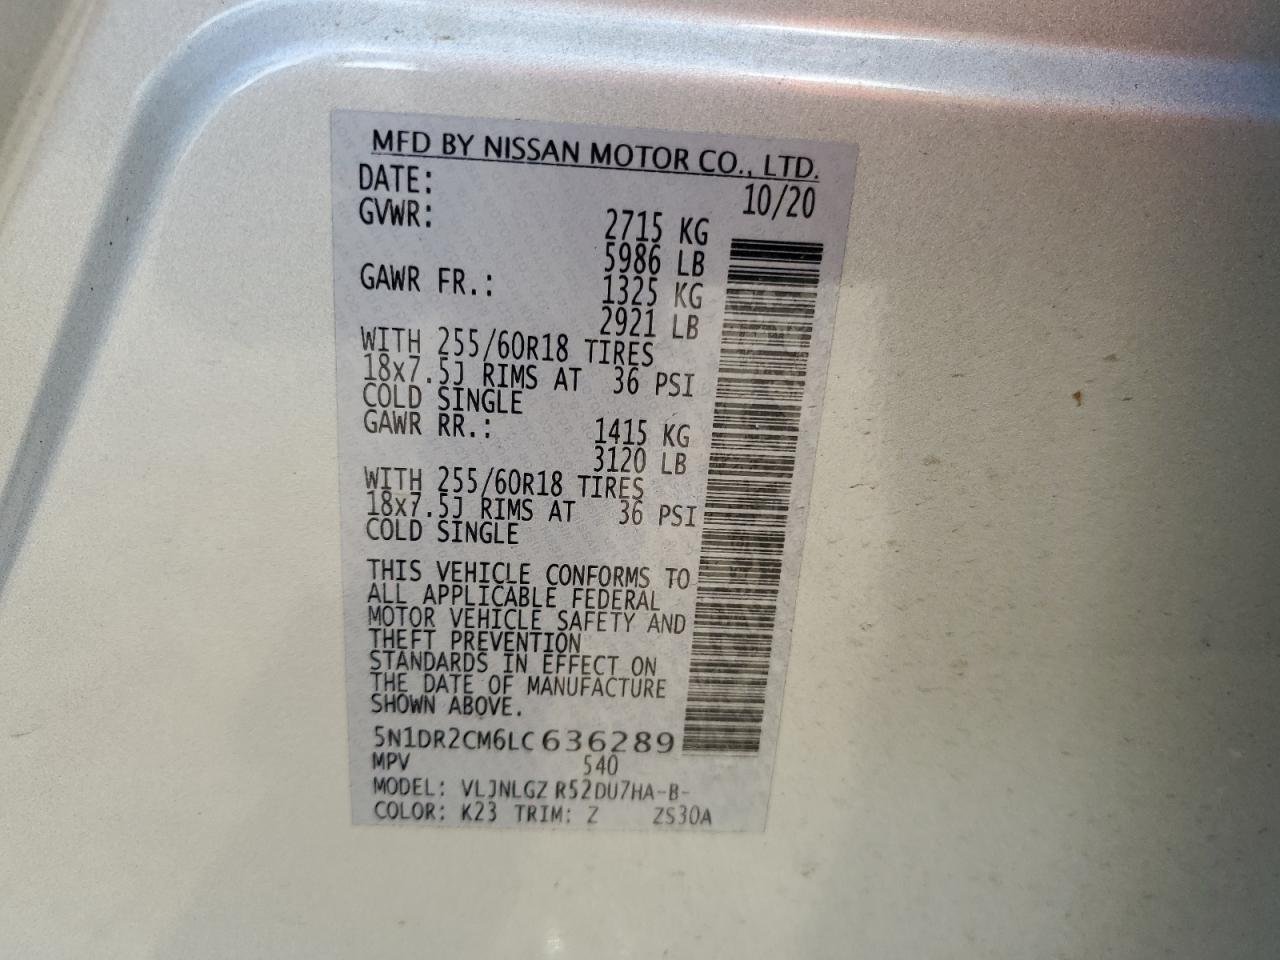 MFD BY NISSAN MOTOR CO., LTD.
DATE: 10/20
GVWR: 2715 KG
5986 LB
GAWR FR.: 1325 KG
2921 LB
WITH 255/60R18 TIRES
18x7.5J RIMS AT 36 PSI
COLD SINGLE
GAWR RR.: 1415 KG
3120 LB
WITH 255/60R18 TIRES
18x7.5J RIMS AT 36 PSI
COLD SINGLE
THIS VEHICLE CONFORMS TO
ALL APPLICABLE FEDERAL
MOTOR VEHICLE SAFETY AND
THEFT PREVENTION
STANDARDS IN EFFECT ON
THE DATE OF MANUFACTURE
SHOWN ABOVE.
5N1DR2CM6LC636289
MPV 540
MODEL: VLJNLGZ R52DU7HA-B-
COLOR: K23 TRIM: Z ZS30A